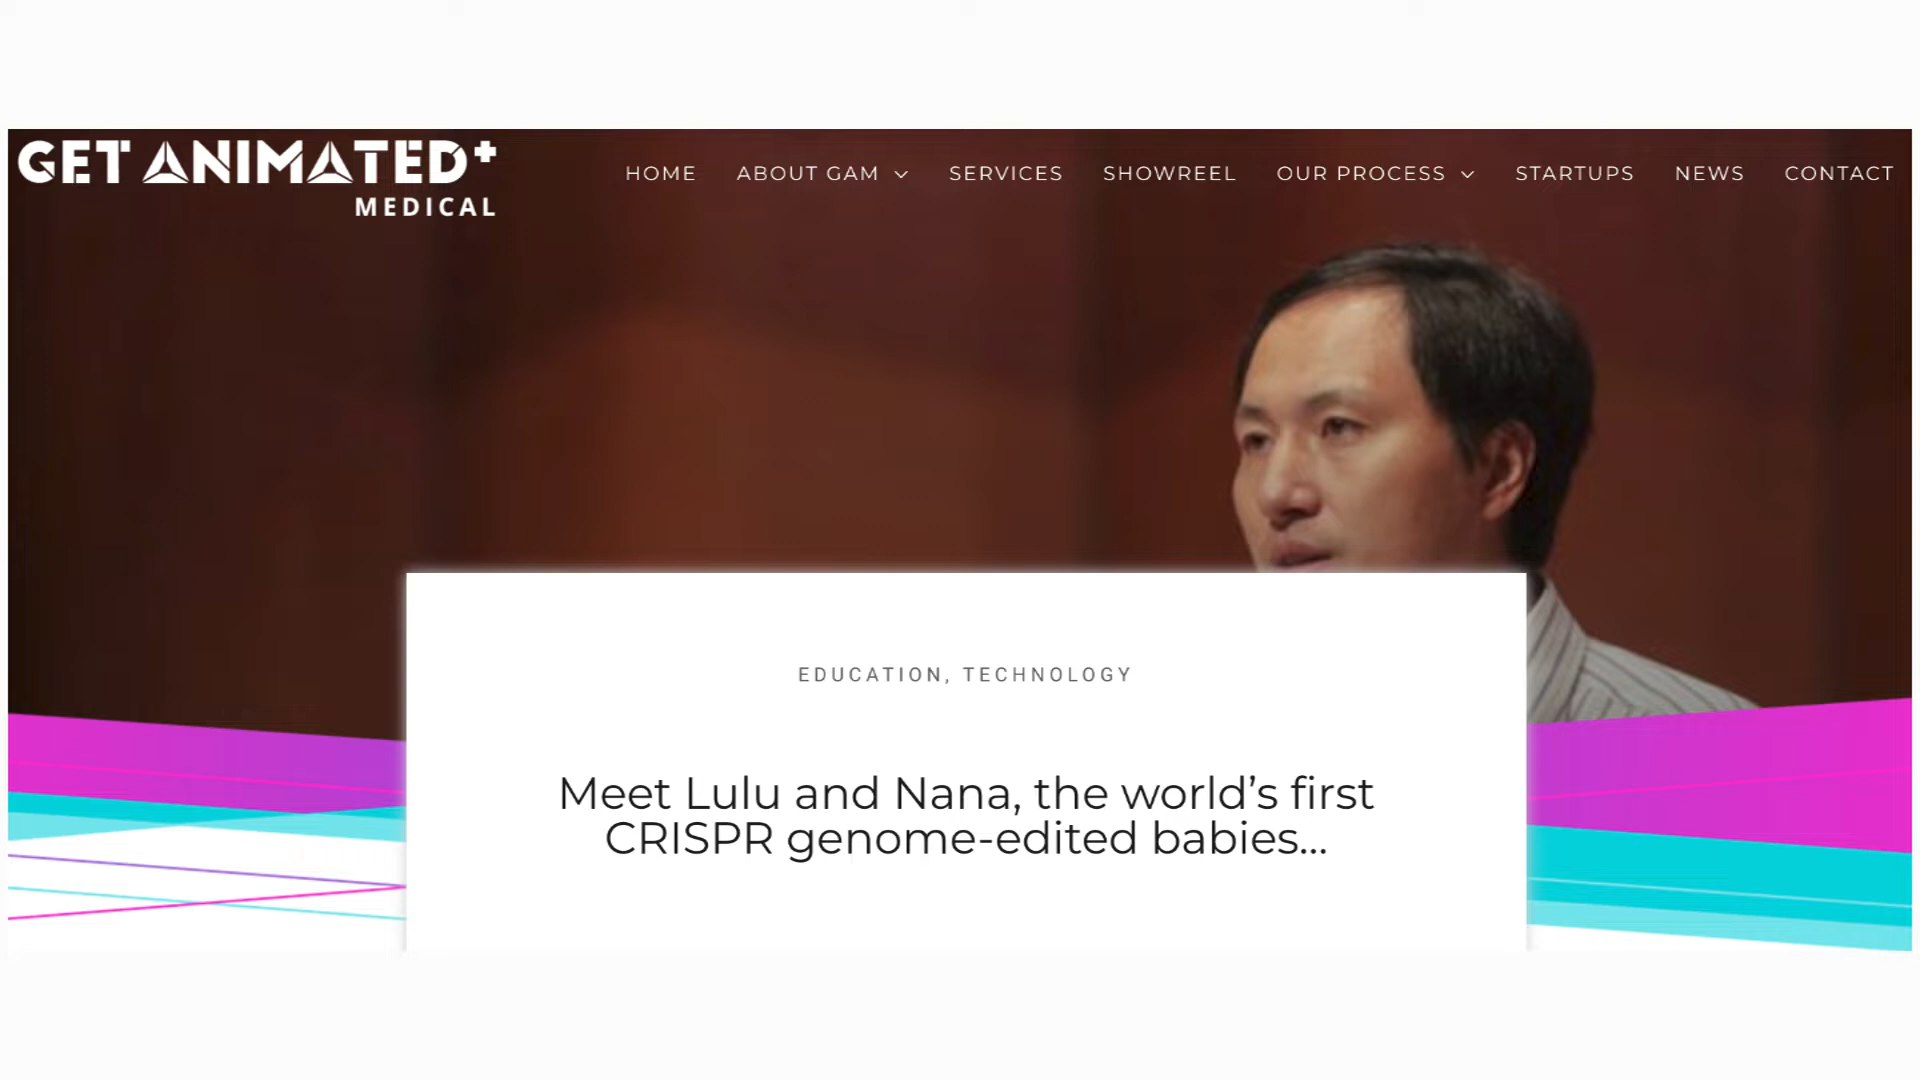 GET ANIMATED+
MEDICAL
HOME ABOUT GAM SERVICES SHOWREEL OUR PROCESS STARTUPS NEWS CONTACT
EDUCATION, TECHNOLOGY
Meet Lulu and Nana, the world’s first
CRISPR genome-edited babies...